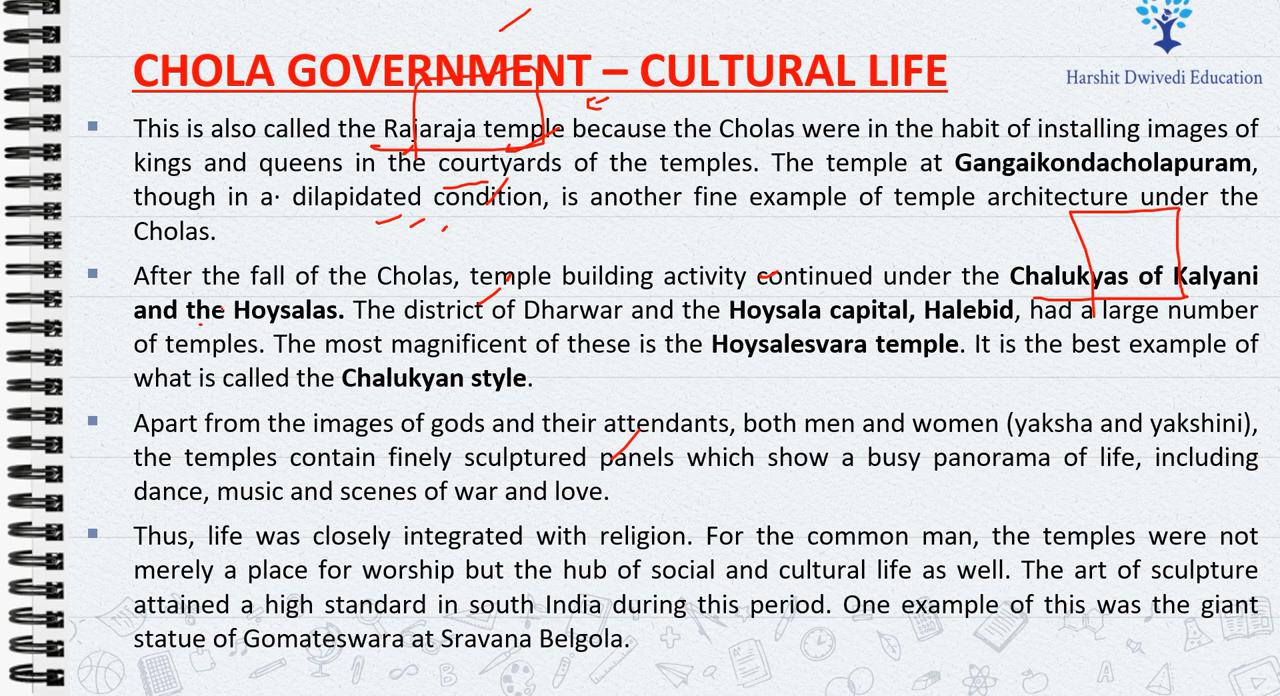 CHOLA GOVERNMENT – CULTURAL LIFE
Harshit Dwivedi Education
This is also called the Rajaraja temple because the Cholas were in the habit of installing images of
kings and queens in the courtyards of the temples. The temple at Gangaikondacholapuram,
though in a· dilapidated condition, is another fine example of temple architecture under the
Cholas.
After the fall of the Cholas, temple building activity continued under the Chalukyas of Kalyani
and the Hoysalas. The district of Dharwar and the Hoysala capital, Halebid, had a large number
of temples. The most magnificent of these is the Hoysalesvara temple. It is the best example of
what is called the Chalukyan style.
Apart from the images of gods and their attendants, both men and women (yaksha and yakshini),
the temples contain finely sculptured panels which show a busy panorama of life, including
dance, music and scenes of war and love.
Thus, life was closely integrated with religion. For the common man, the temples were not
merely a place for worship but the hub of social and cultural life as well. The art of sculpture
attained a high standard in south India during this period. One example of this was the giant
statue of Gomateswara at Sravana Belgola.